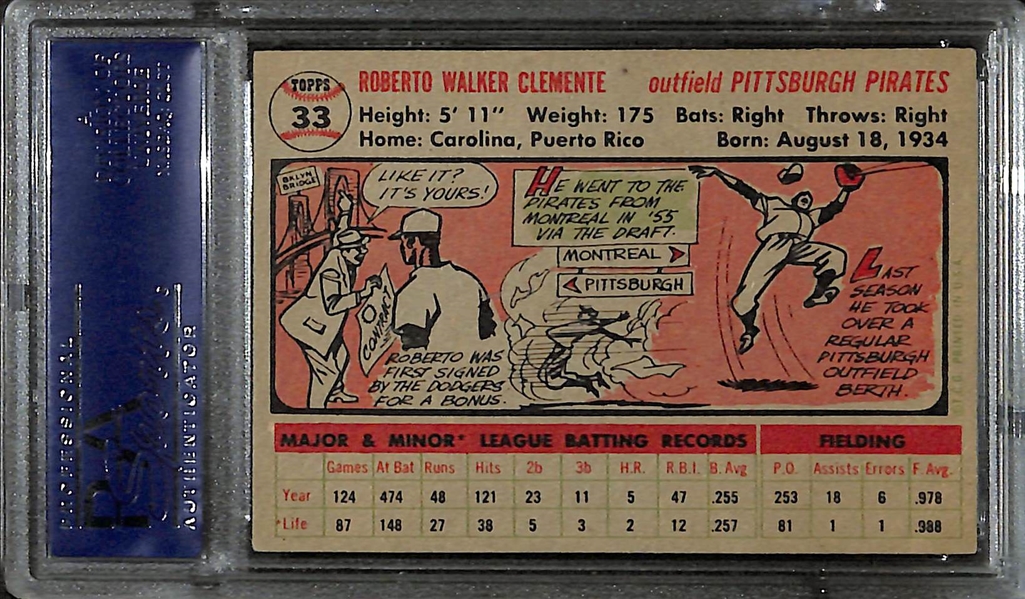 TOPPS
33
ROBERTO WALKER CLEMENTE outfield PITTSBURGH PIRATES
Height: 5' 11" Weight: 175 Bats: Right Throws: Right
Home: Carolina, Puerto Rico Born: August 18, 1934
BKLYN
BRIDGE
LIKE IT?
IT'S YOURS!
CONTRACT
ROBERTO WAS
FIRST SIGNED
BY THE DODGERS
FOR A BONUS.
HE WENT TO THE
PIRATES FROM
MONTREAL IN '55
VIA THE DRAFT.
MONTREAL
PITTSBURGH
LAST
SEASON
HE TOOK
OVER A
REGULAR
PITTSBURGH
OUTFIELD
BERTH.
T.C.G. PRINTED IN U.S.A.
MAJOR & MINOR* LEAGUE BATTING RECORDS FIELDING
Games At Bat Runs Hits 2b 3b H.R. R.B.I. B. Avg P.O. Assists Errors F. Avg.
Year 124 474 48 121 23 11 5 47 .255 253 18 6 .978
*Life 87 148 27 38 5 3 2 12 .257 81 1 1 .988
PSA
PROFESSIONAL
AUTHENTICATOR